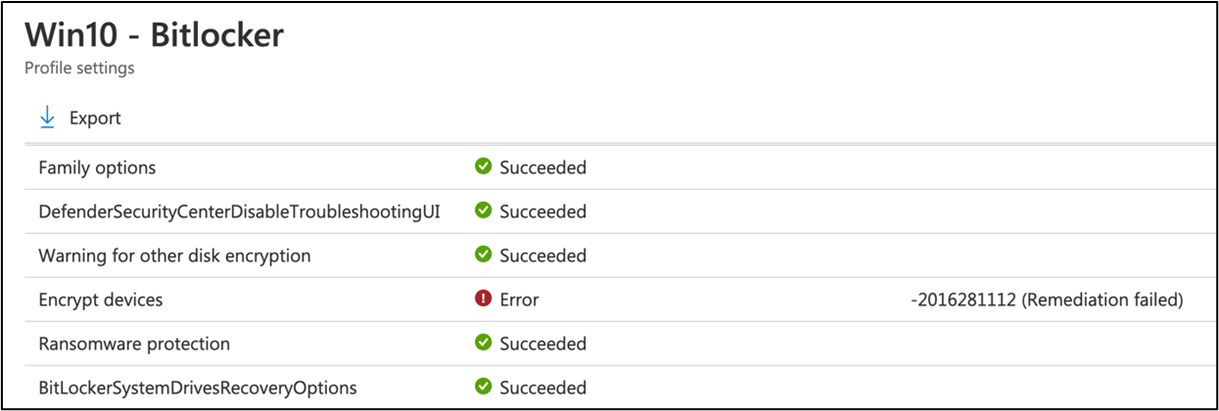 Win10 - Bitlocker
Profile settings
Export
Family options Succeeded
DefenderSecurityCenterDisableTroubleshootingUI Succeeded
Warning for other disk encryption Succeeded
Encrypt devices Error -2016281112 (Remediation failed)
Ransomware protection Succeeded
BitLockerSystemDrivesRecoveryOptions Succeeded